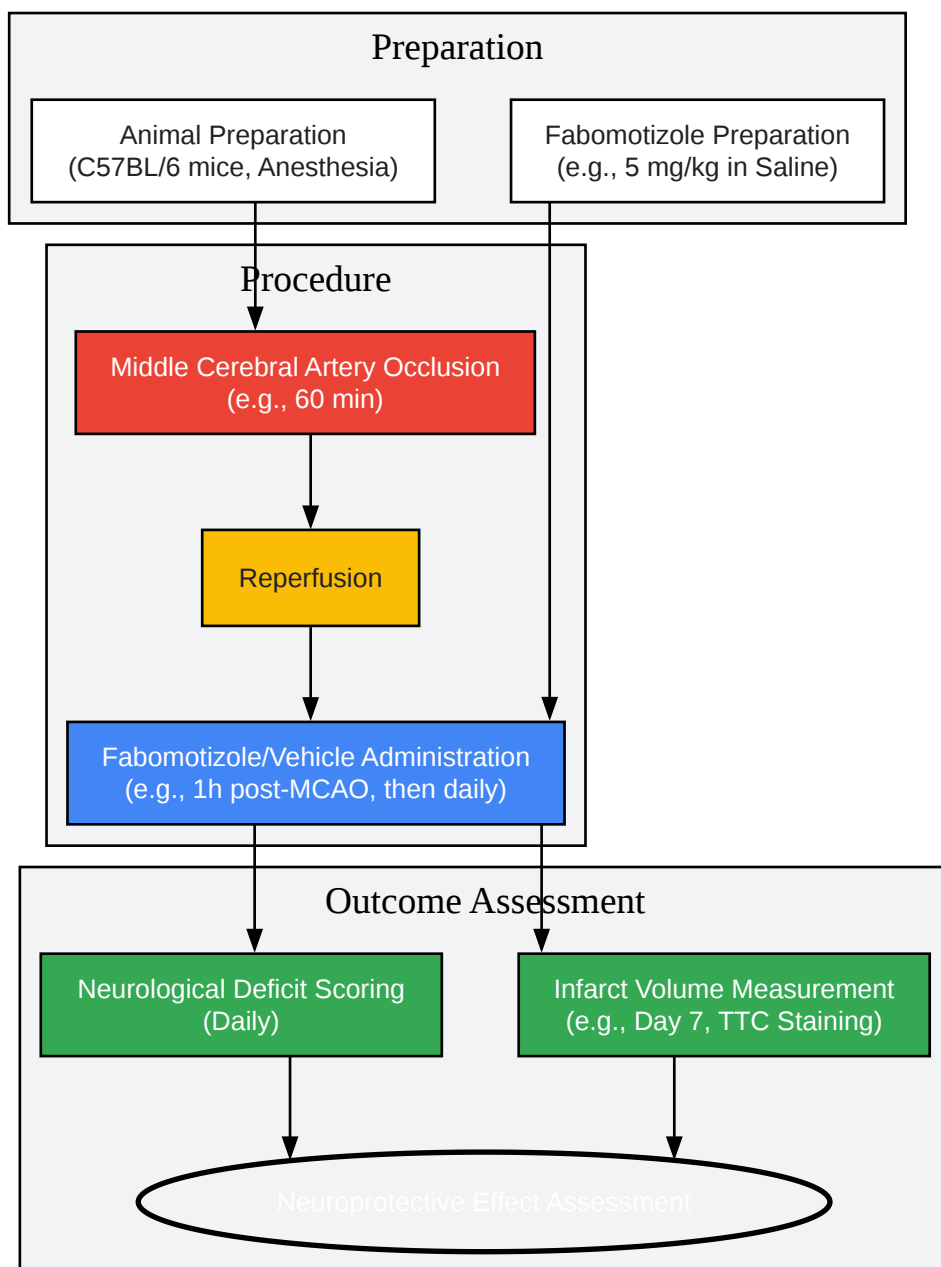 Preparation
Animal Preparation
(C57BL/6 mice, Anesthesia)
Fabomotizole Preparation
(e.g., 5 mg/kg in Saline)
Procedure
Middle Cerebral Artery Occlusion
(e.g., 60 min)
Reperfusion
Fabomotizole/Vehicle Administration
(e.g., 1h post-MCAO, then daily)
Outcome Assessment
Neurological Deficit Scoring
(Daily)
Infarct Volume Measurement
(e.g., Day 7, TTC Staining)
Neuroprotective Effect Assessment